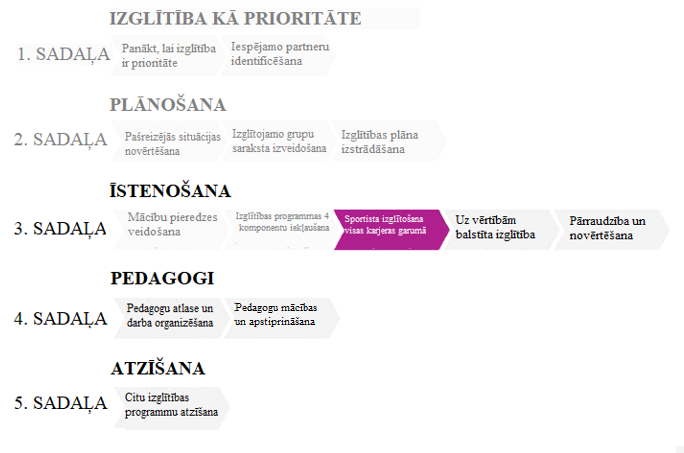 IZGLĪTĪBA KĀ PRIORITĀTE
1. SADAĻA
Panākt, lai izglītība
ir prioritāte
Iespējamo partneru
identificēšana
PLĀNOŠANA
2. SADAĻA
Pašreizējās situācijas
novērtēšana
Izglītojamo grupu
saraksta izveidošana
Izglītības plāna
izstrādāšana
ĪSTENOŠANA
3. SADAĻA
Mācību pieredzes
veidošana
Izglītības programmas 4
komponentu iekļaušana
Sportista izglītošana
visas karjeras garumā
Uz vērtībām
balstīta izglītība
Pārraudzība un
novērtēšana
PEDAGOGI
4. SADAĻA
Pedagogu atlase un
darba organizēšana
Pedagogu mācības
un apstiprināšana
ATZĪŠANA
5. SADAĻA
Citu izglītības
programmu atzīšana